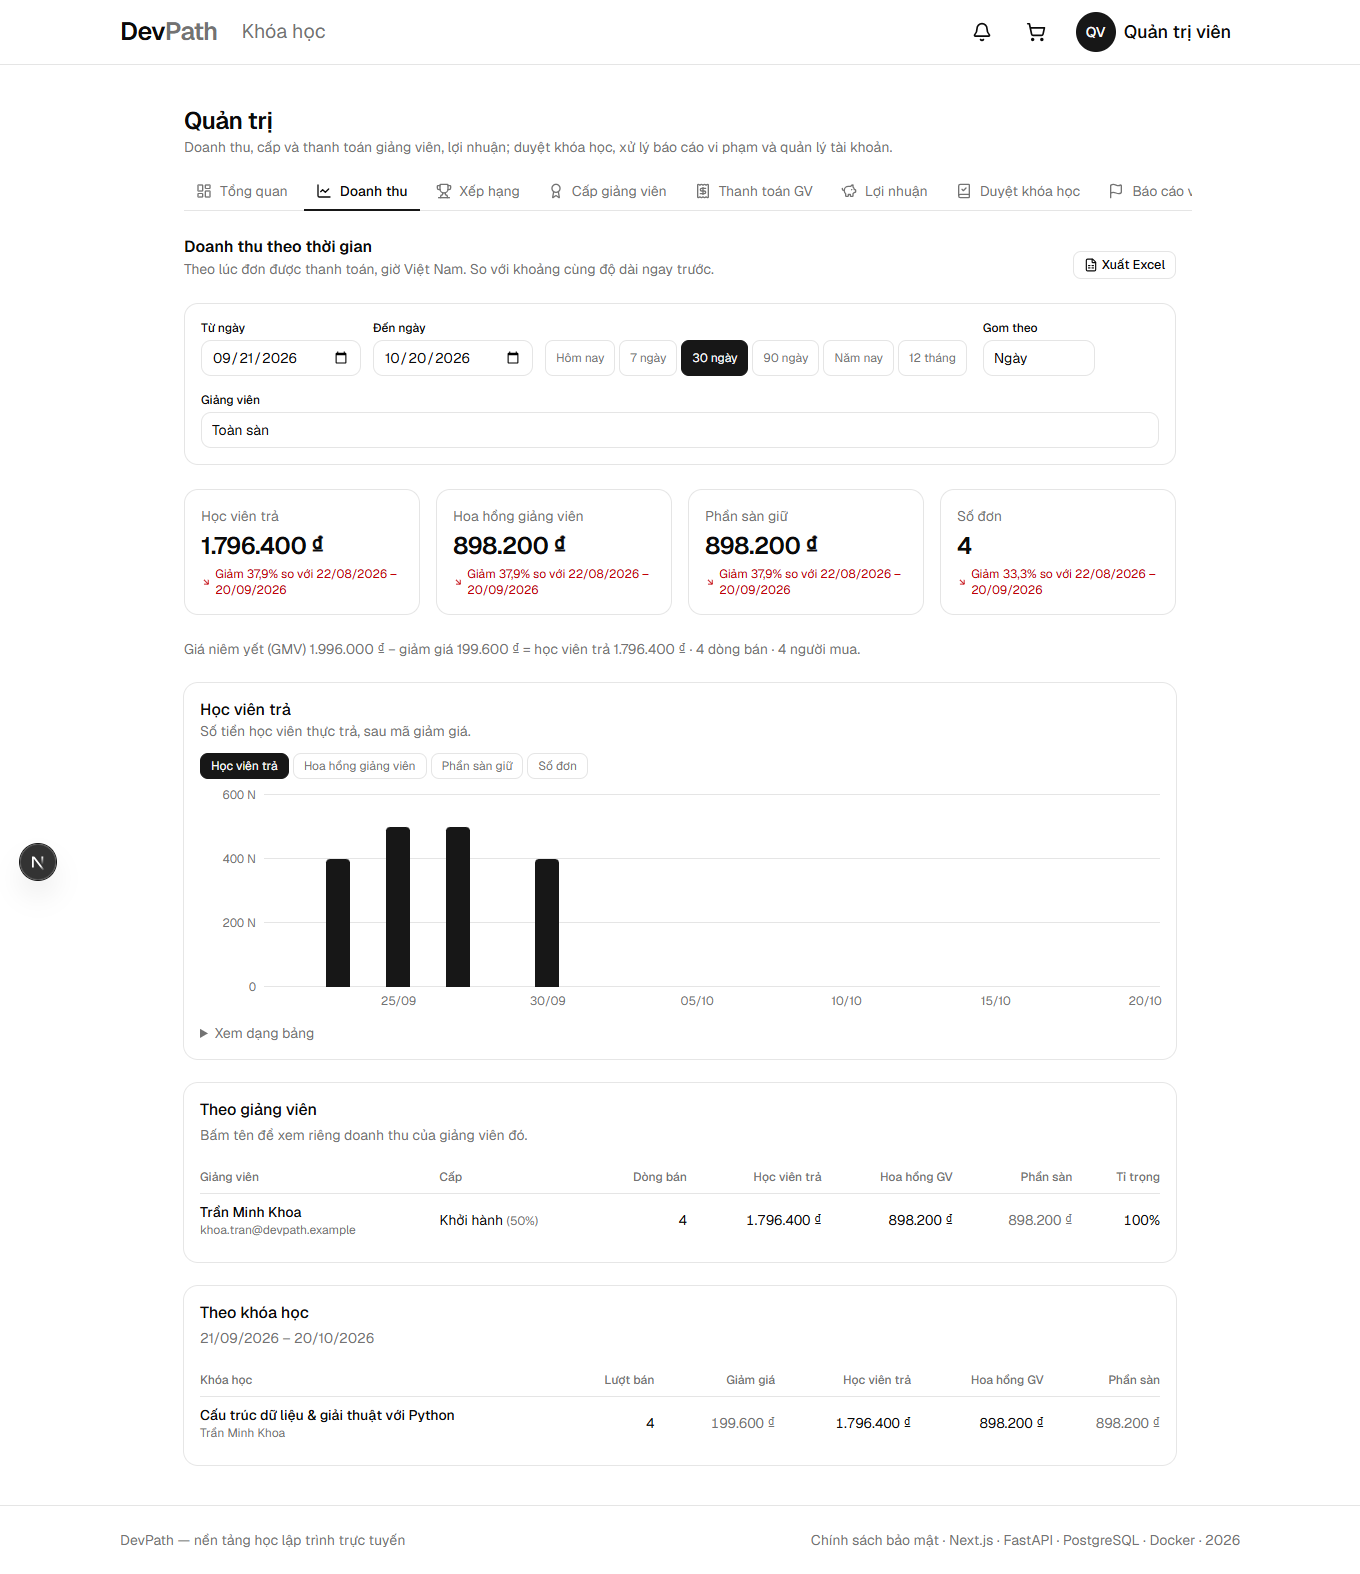 DevPath Khóa học QV Quản trị viên
Quản trị
Doanh thu, cấp và thanh toán giảng viên, lợi nhuận; duyệt khóa học, xử lý báo cáo vi phạm và quản lý tài khoản.
Tổng quan Doanh thu Xếp hạng Cấp giảng viên Thanh toán GV Lợi nhuận Duyệt khóa học Báo cáo v
Doanh thu theo thời gian
Theo lúc đơn được thanh toán, giờ Việt Nam. So với khoảng cùng độ dài ngay trước.
Xuất Excel
Từ ngày Đến ngày Gom theo
09/21/2026 10/20/2026 Hôm nay 7 ngày 30 ngày 90 ngày Năm nay 12 tháng Ngày
Giảng viên
Toàn sàn
Học viên trả Hoa hồng giảng viên Phần sàn giữ Số đơn
1.796.400 ₫ 898.200 ₫ 898.200 ₫ 4
Giảm 37,9% so với 22/08/2026 – Giảm 37,9% so với 22/08/2026 – Giảm 37,9% so với 22/08/2026 – Giảm 33,3% so với 22/08/2026 –
20/09/2026 20/09/2026 20/09/2026 20/09/2026
Giá niêm yết (GMV) 1.996.000 ₫ − giảm giá 199.600 ₫ = học viên trả 1.796.400 ₫ · 4 dòng bán · 4 người mua.
Học viên trả
Số tiền học viên thực trả, sau mã giảm giá.
Học viên trả Hoa hồng giảng viên Phần sàn giữ Số đơn
600 N
400 N
200 N
0
25/09 30/09 05/10 10/10 15/10 20/10
Xem dạng bảng
Theo giảng viên
Bấm tên để xem riêng doanh thu của giảng viên đó.
Giảng viên Cấp Dòng bán Học viên trả Hoa hồng GV Phần sàn Tỉ trọng
Trần Minh Khoa
khoa.tran@devpath.example
Khởi hành (50%) 4 1.796.400 ₫ 898.200 ₫ 898.200 ₫ 100%
Theo khóa học
21/09/2026 – 20/10/2026
Khóa học Lượt bán Giảm giá Học viên trả Hoa hồng GV Phần sàn
Cấu trúc dữ liệu & giải thuật với Python
Trần Minh Khoa
4 199.600 ₫ 1.796.400 ₫ 898.200 ₫ 898.200 ₫
DevPath — nền tảng học lập trình trực tuyến Chính sách bảo mật · Next.js · FastAPI · PostgreSQL · Docker · 2026